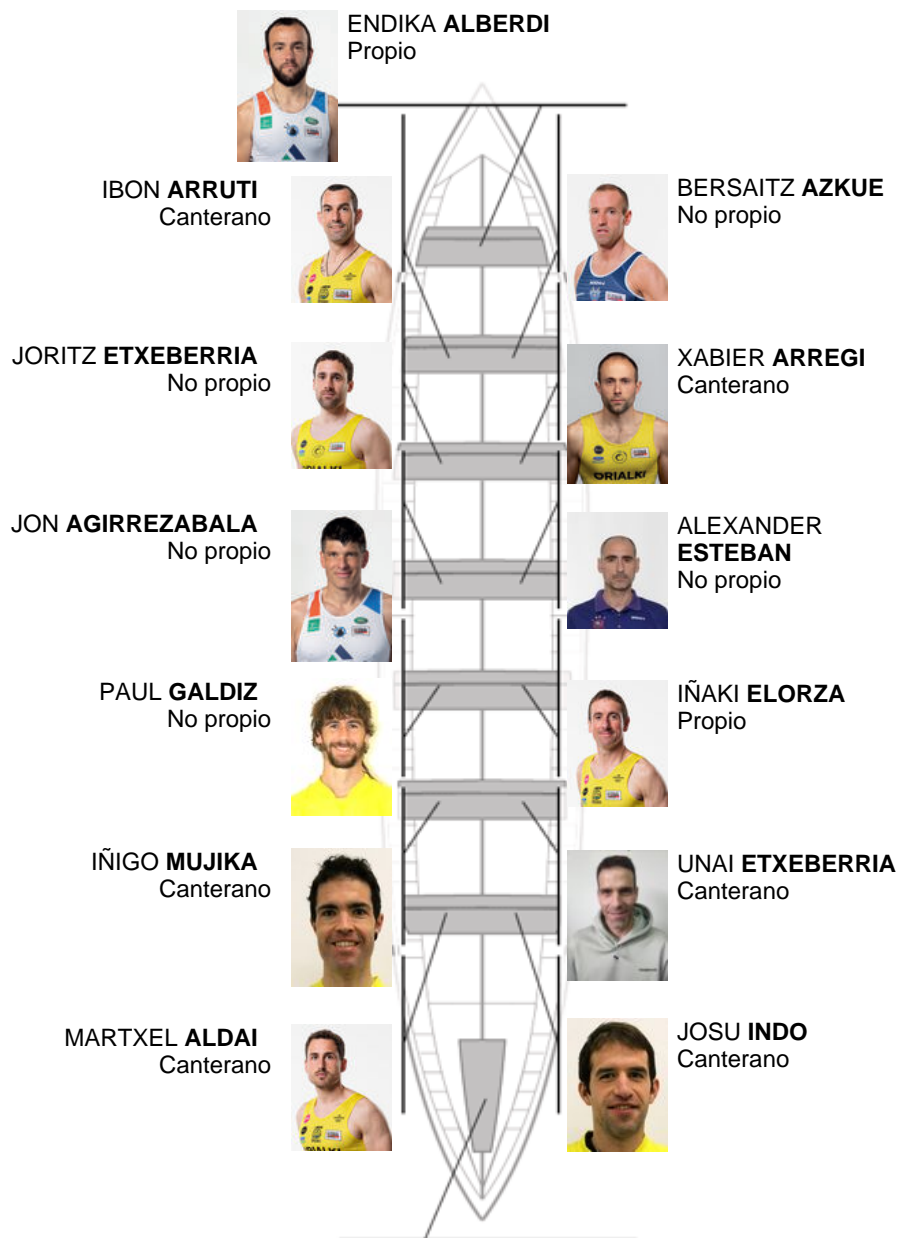 ENDIKA ALBERDI
Propio
IBON ARRUTI
Canterano
BERSAITZ AZKUE
No propio
JORITZ ETXEBERRIA
No propio
XABIER ARREGI
Canterano
ORIALKI
JON AGIRREZABALA
No propio
ALEXANDER
ESTEBAN
No propio
PAUL GALDIZ
No propio
IÑAKI ELORZA
Propio
IÑIGO MUJIKA
Canterano
UNAI ETXEBERRIA
Canterano
MARTXEL ALDAI
Canterano
JOSU INDO
Canterano